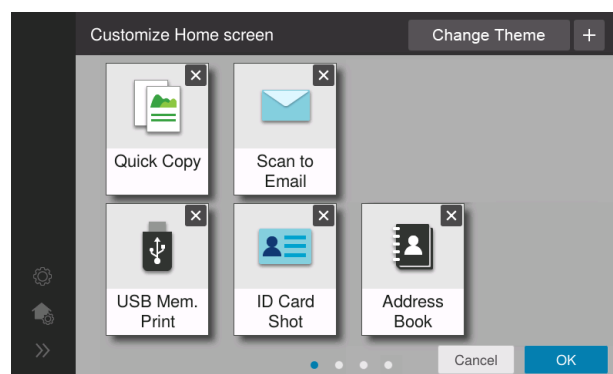 Customize Home screen
Change Theme
+
Quick Copy
Scan to
Email
USB Mem.
Print
ID Card
Shot
Address
Book
Cancel
OK